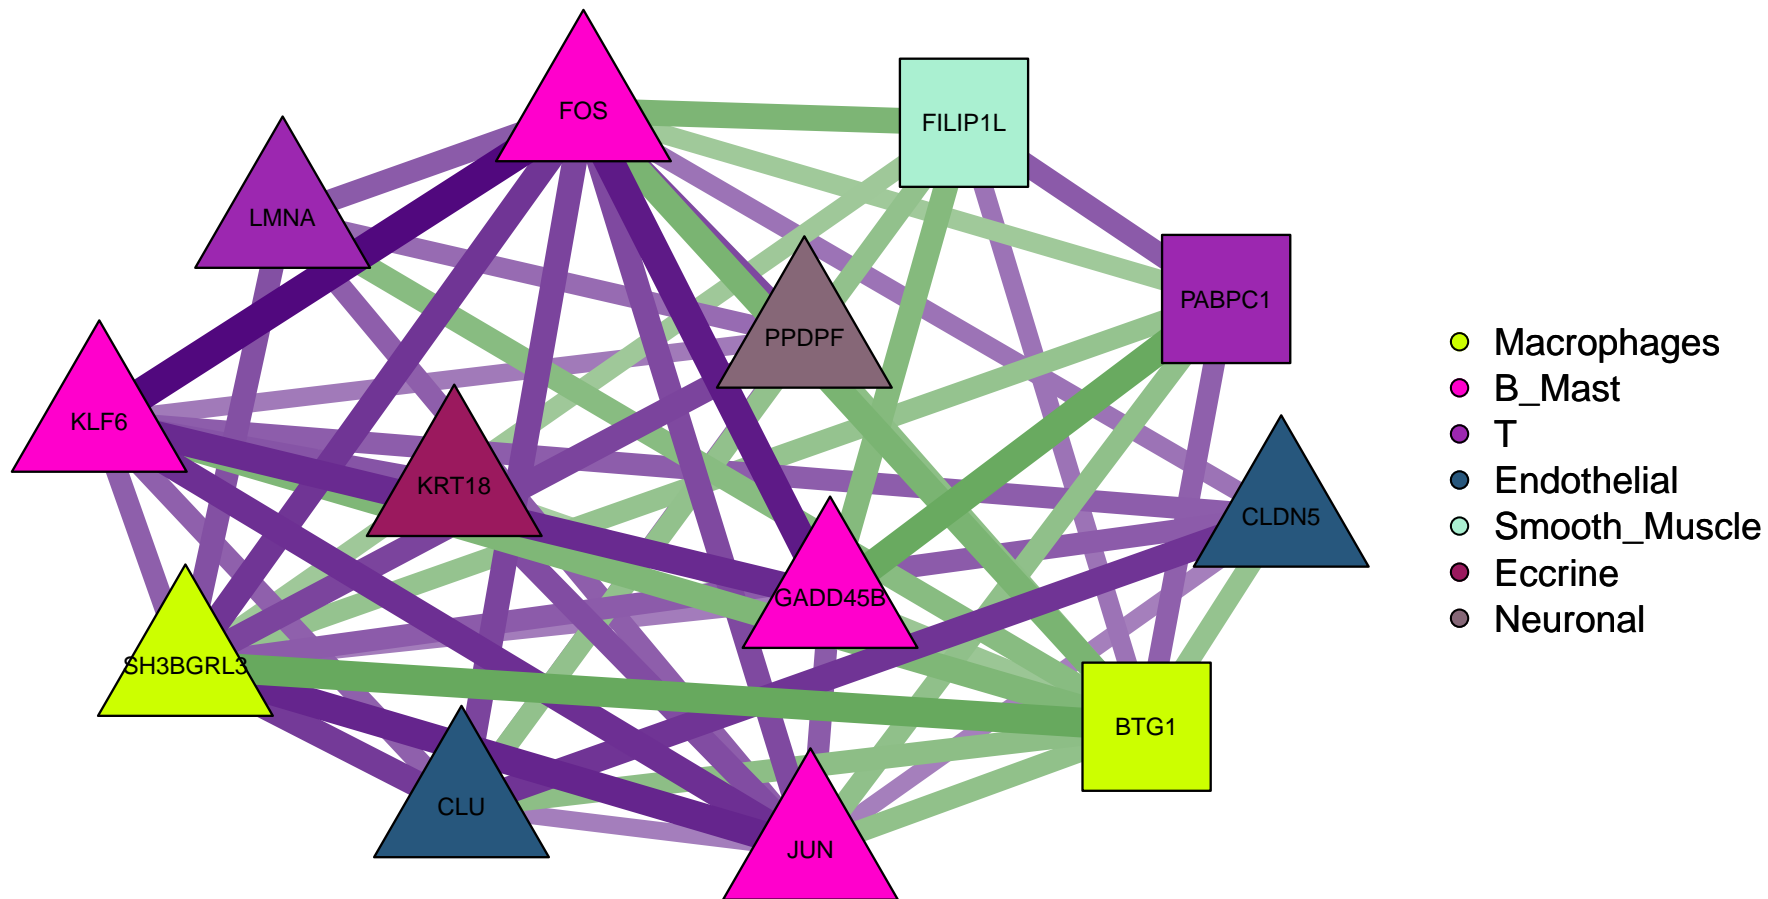 FOS
FILIP1L
LMNA
PABPC1
PPDPF
KLF6
KRT18
CLDN5
GADD45B
SH3BGRL3
BTG1
CLU
JUN
Macrophages
B_Mast
T
Endothelial
Smooth_Muscle
Eccrine
Neuronal